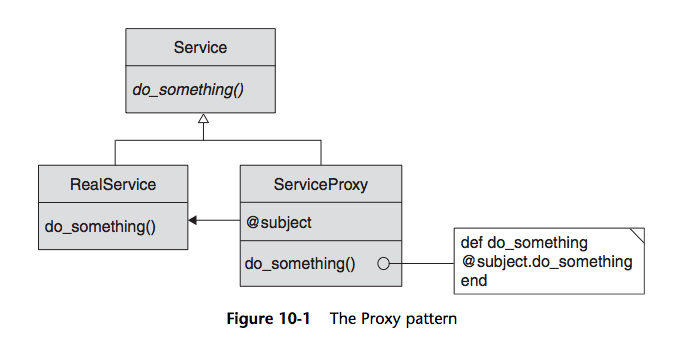 Service
do_something()
RealService
do_something()
ServiceProxy
@subject
do_something()
def do_something
@subject.do_something
end
Figure 10-1 The Proxy pattern